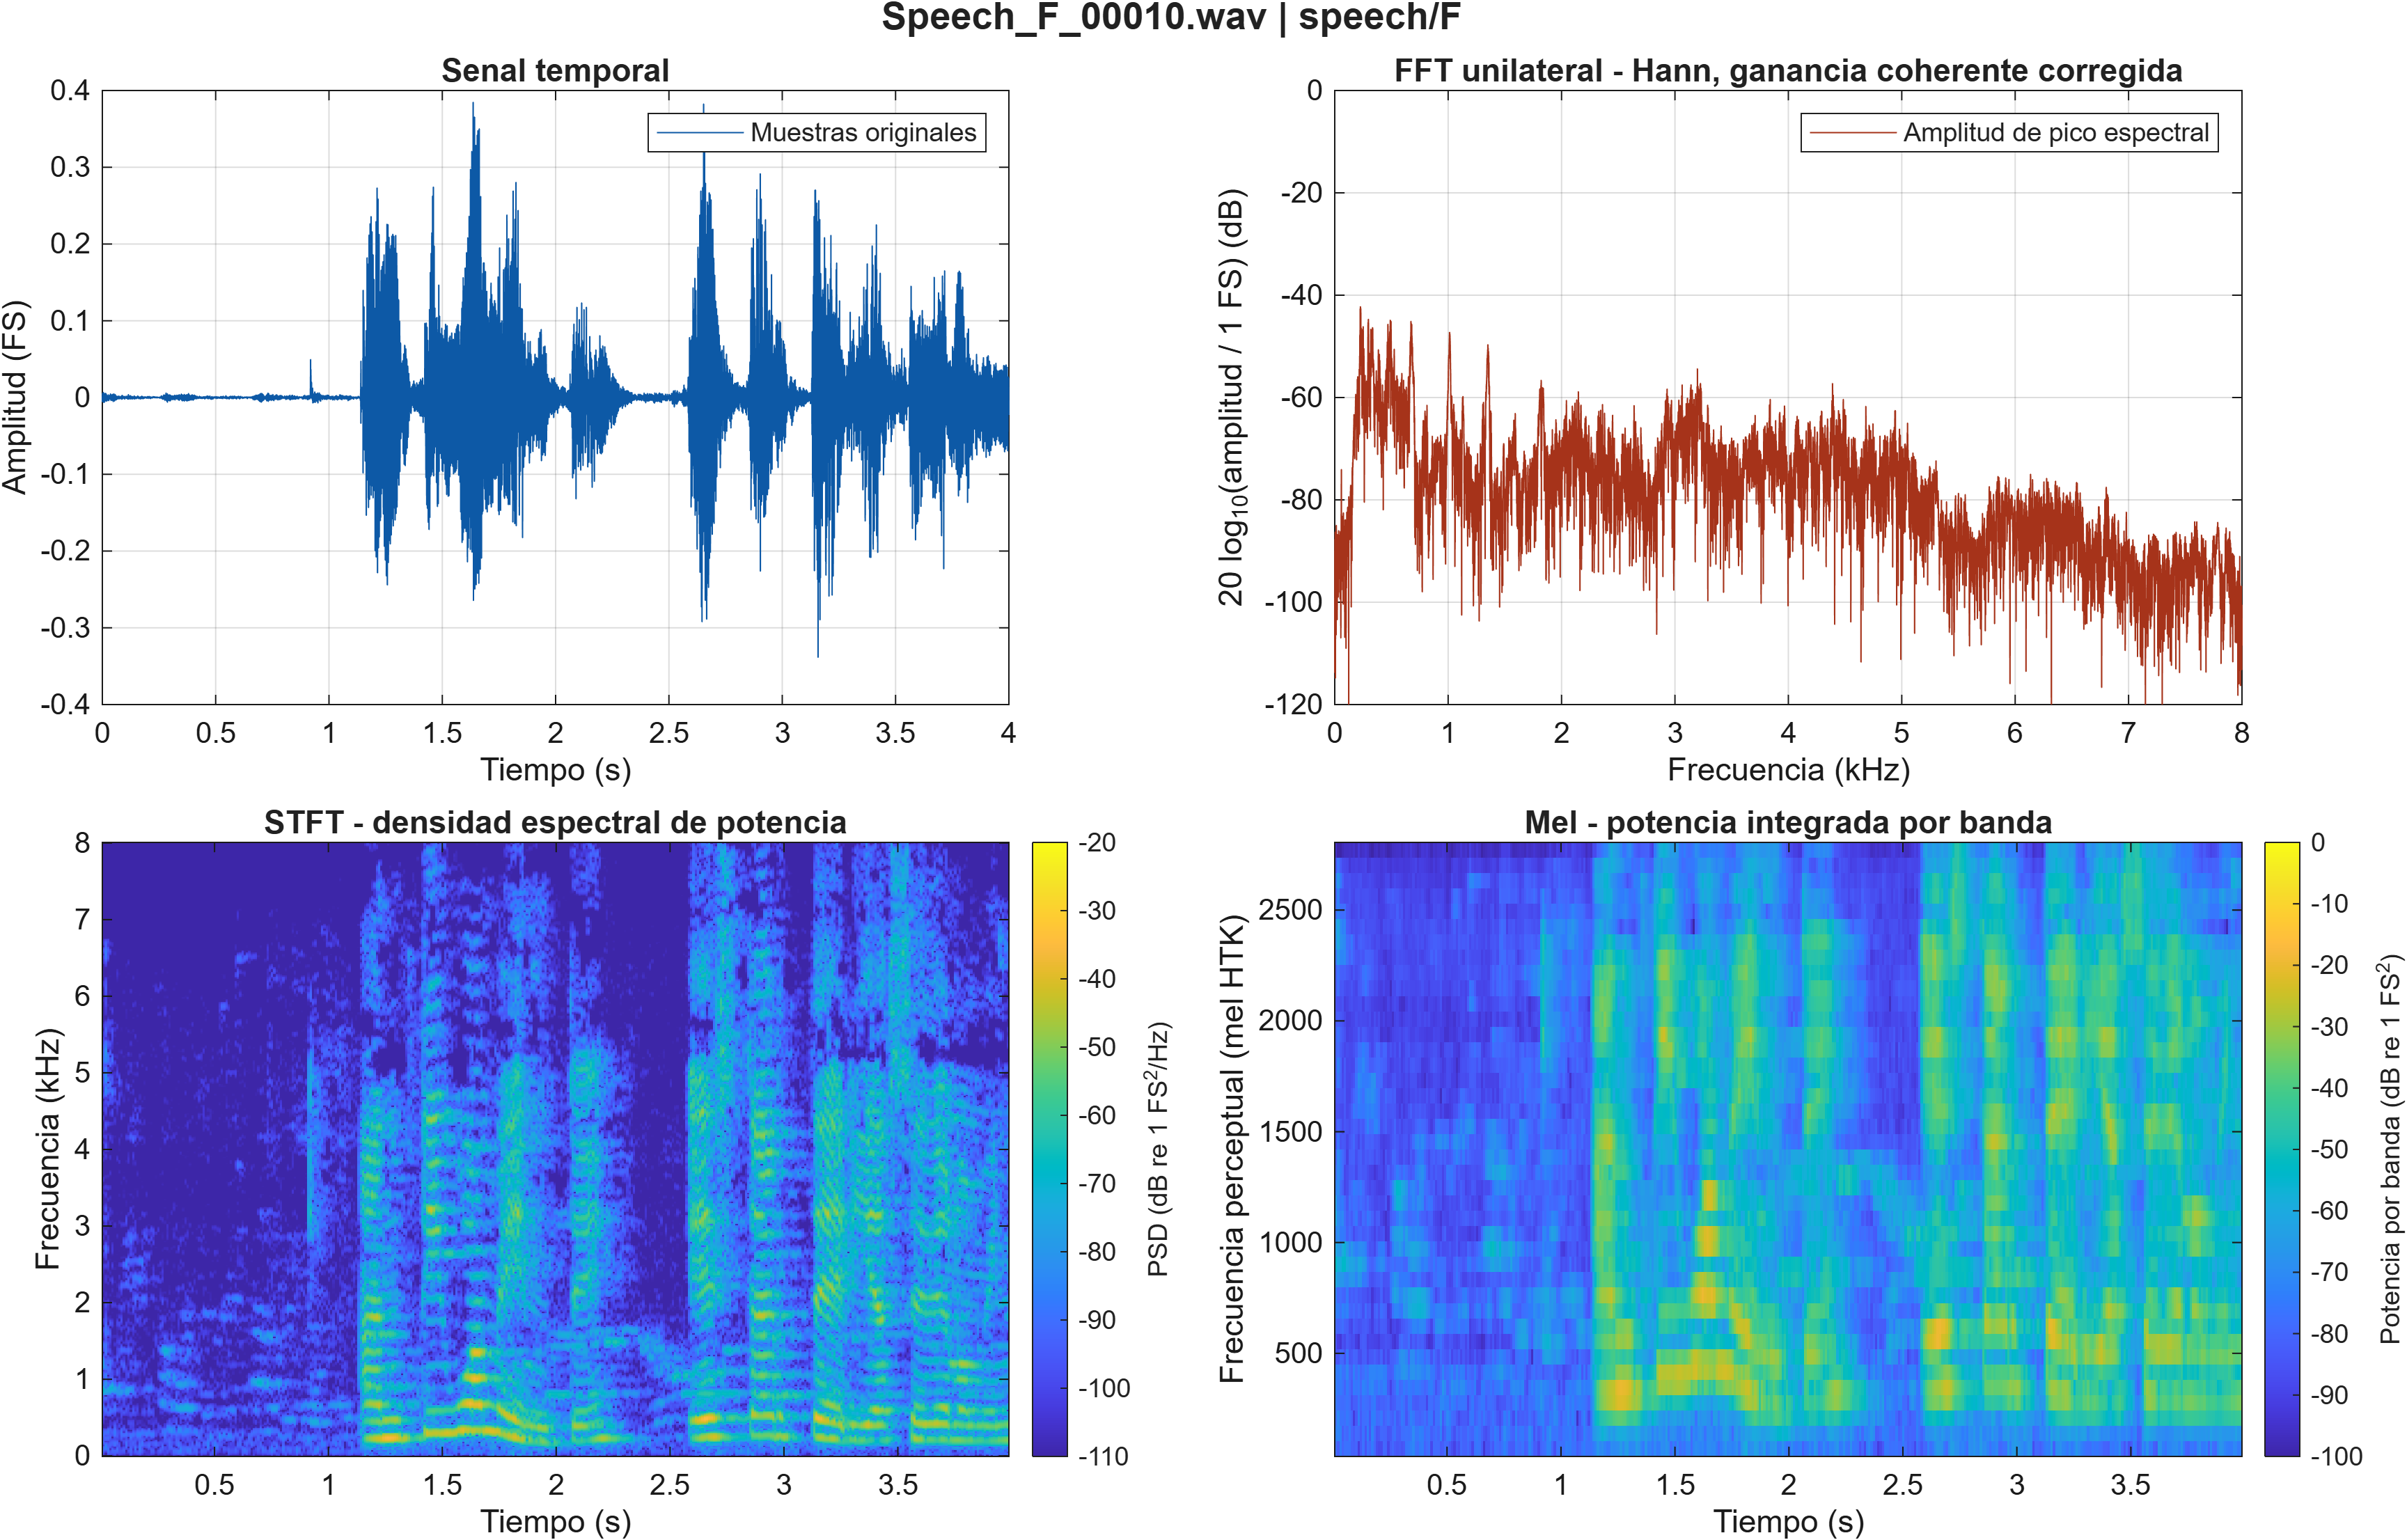 Speech_F_00010.wav | speech/F
Senal temporal
Muestras originales
Amplitud (FS)
0.4
0.3
0.2
0.1
0
-0.1
-0.2
-0.3
-0.4
0 0.5 1 1.5 2 2.5 3 3.5 4
Tiempo (s)
FFT unilateral - Hann, ganancia coherente corregida
Amplitud de pico espectral
20 log10(amplitud / 1 FS) (dB)
0
-20
-40
-60
-80
-100
-120
0 1 2 3 4 5 6 7 8
Frecuencia (kHz)
STFT - densidad espectral de potencia
Frecuencia (kHz)
8
7
6
5
4
3
2
1
0
0.5 1 1.5 2 2.5 3 3.5
Tiempo (s)
-20
-30
-40
-50
-60
-70
-80
-90
-100
-110
PSD (dB re 1 FS²/Hz)
Mel - potencia integrada por banda
Frecuencia perceptual (mel HTK)
2500
2000
1500
1000
500
0.5 1 1.5 2 2.5 3 3.5
Tiempo (s)
0
-10
-20
-30
-40
-50
-60
-70
-80
-90
-100
Potencia por banda (dB re 1 FS²)